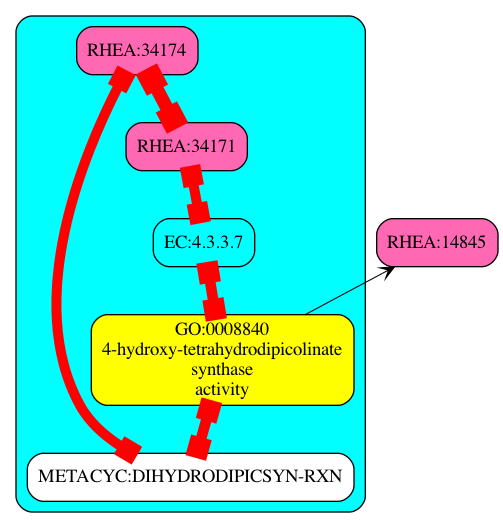 RHEA:34174
RHEA:34171
EC:4.3.3.7
RHEA:14845
GO:0008840
4-hydroxy-tetrahydrodipicolinate
synthase
activity
METACYC:DIHYDRODIPICSYN-RXN